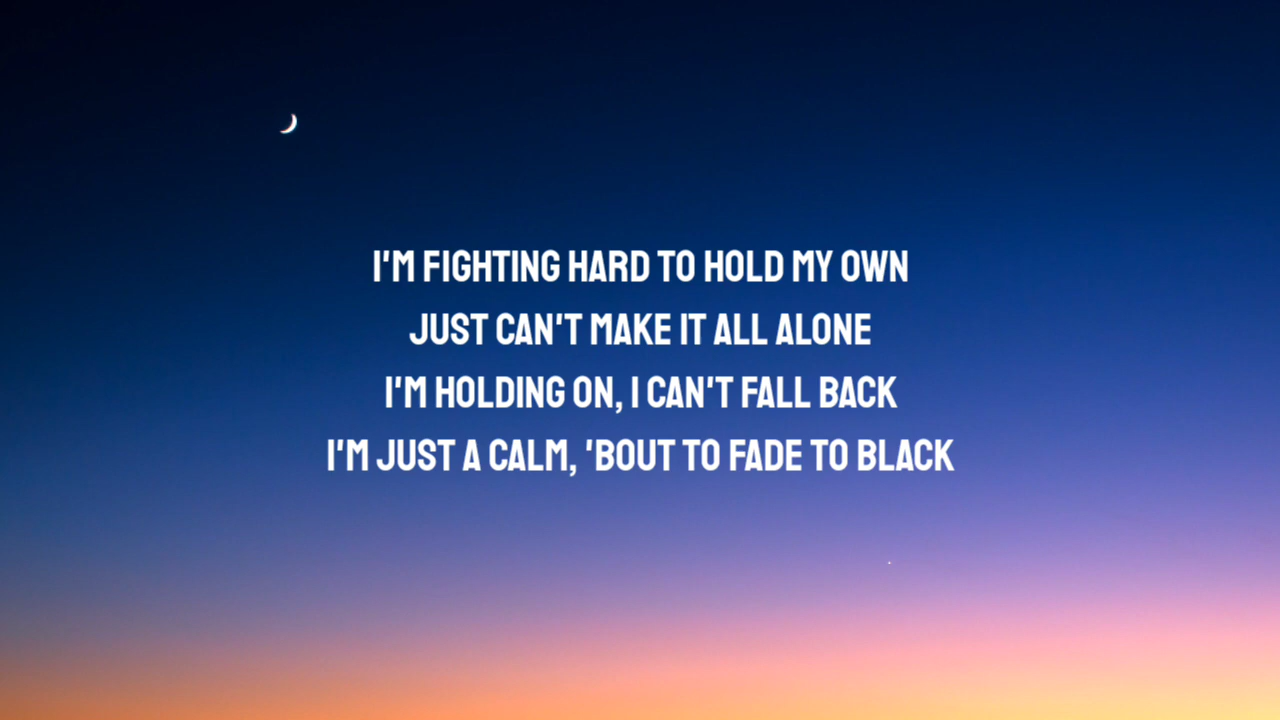 I'M FIGHTING HARD TO HOLD MY OWN
JUST CAN'T MAKE IT ALL ALONE
I'M HOLDING ON, I CAN'T FALL BACK
I'M JUST A CALM, 'BOUT TO FADE TO BLACK